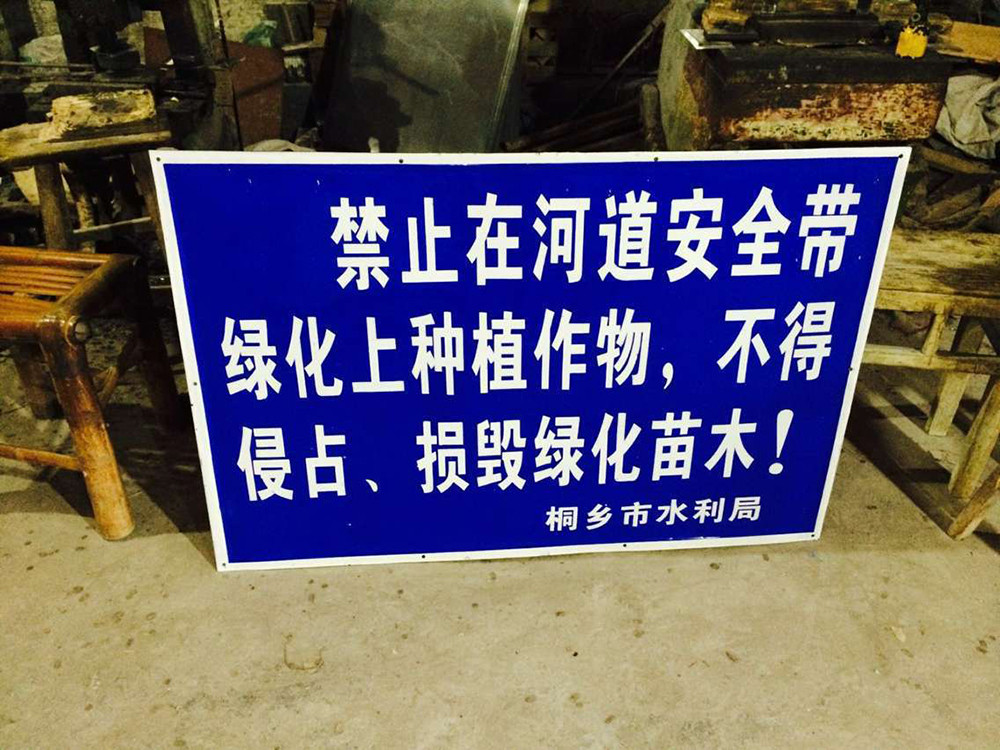 禁止在河道安全带
绿化上种植作物，不得
侵占、损毁绿化苗木！
桐乡市水利局